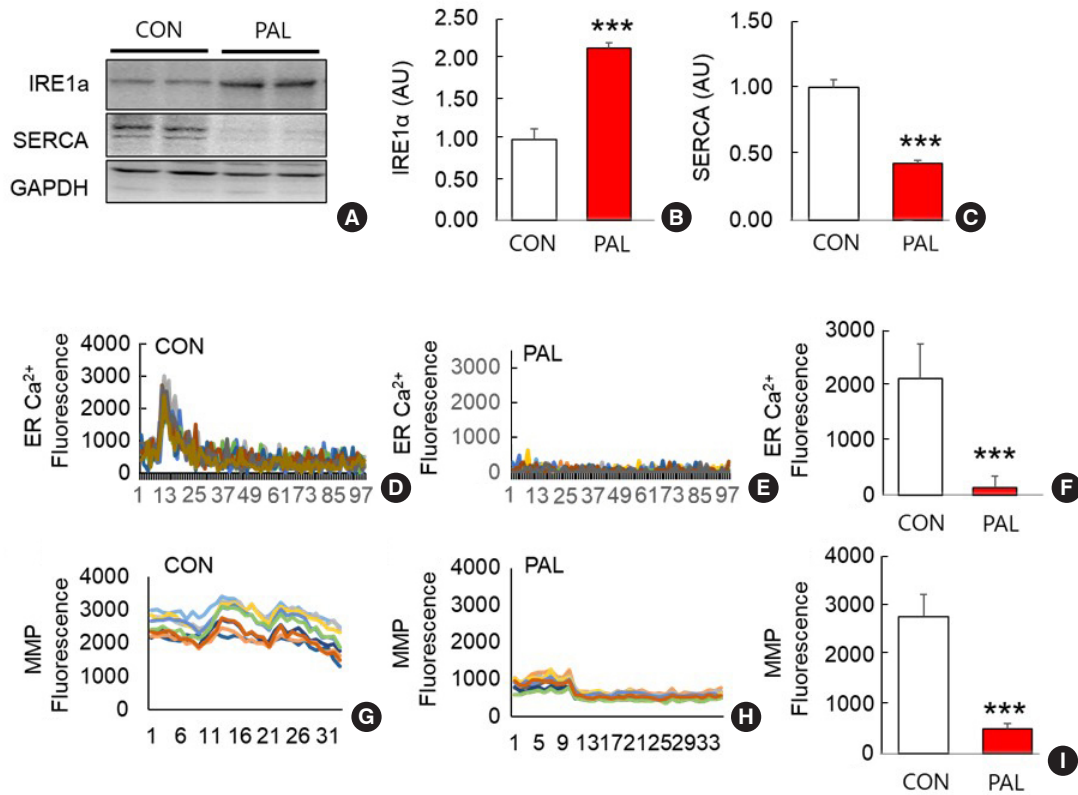 CON PAL
IRE1a
SERCA
GAPDH
A
2.50
2.00
1.50
1.00
0.50
0.00
IRE1α (AU)
***
CON PAL
B
1.50
1.00
0.50
0.00
SERCA (AU)
***
CON PAL
C
ER Ca2+
Fluorescence
4000
3000
2000
1000
0
CON
1 13 25 37 49 61 73 85 97
D
ER Ca2+
Fluorescence
3000
2000
1000
0
PAL
1 13 25 37 49 61 73 85 97
E
ER Ca2+
Fluorescence
3000
2000
1000
0
***
CON PAL
F
MMP
Fluorescence
4000
3000
2000
1000
0
CON
1 6 11 16 21 26 31
G
MMP
Fluorescence
4000
3000
2000
1000
0
PAL
1 5 9 13 17 21 25 29 33
H
MMP
Fluorescence
4000
3000
2000
1000
0
***
CON PAL
I